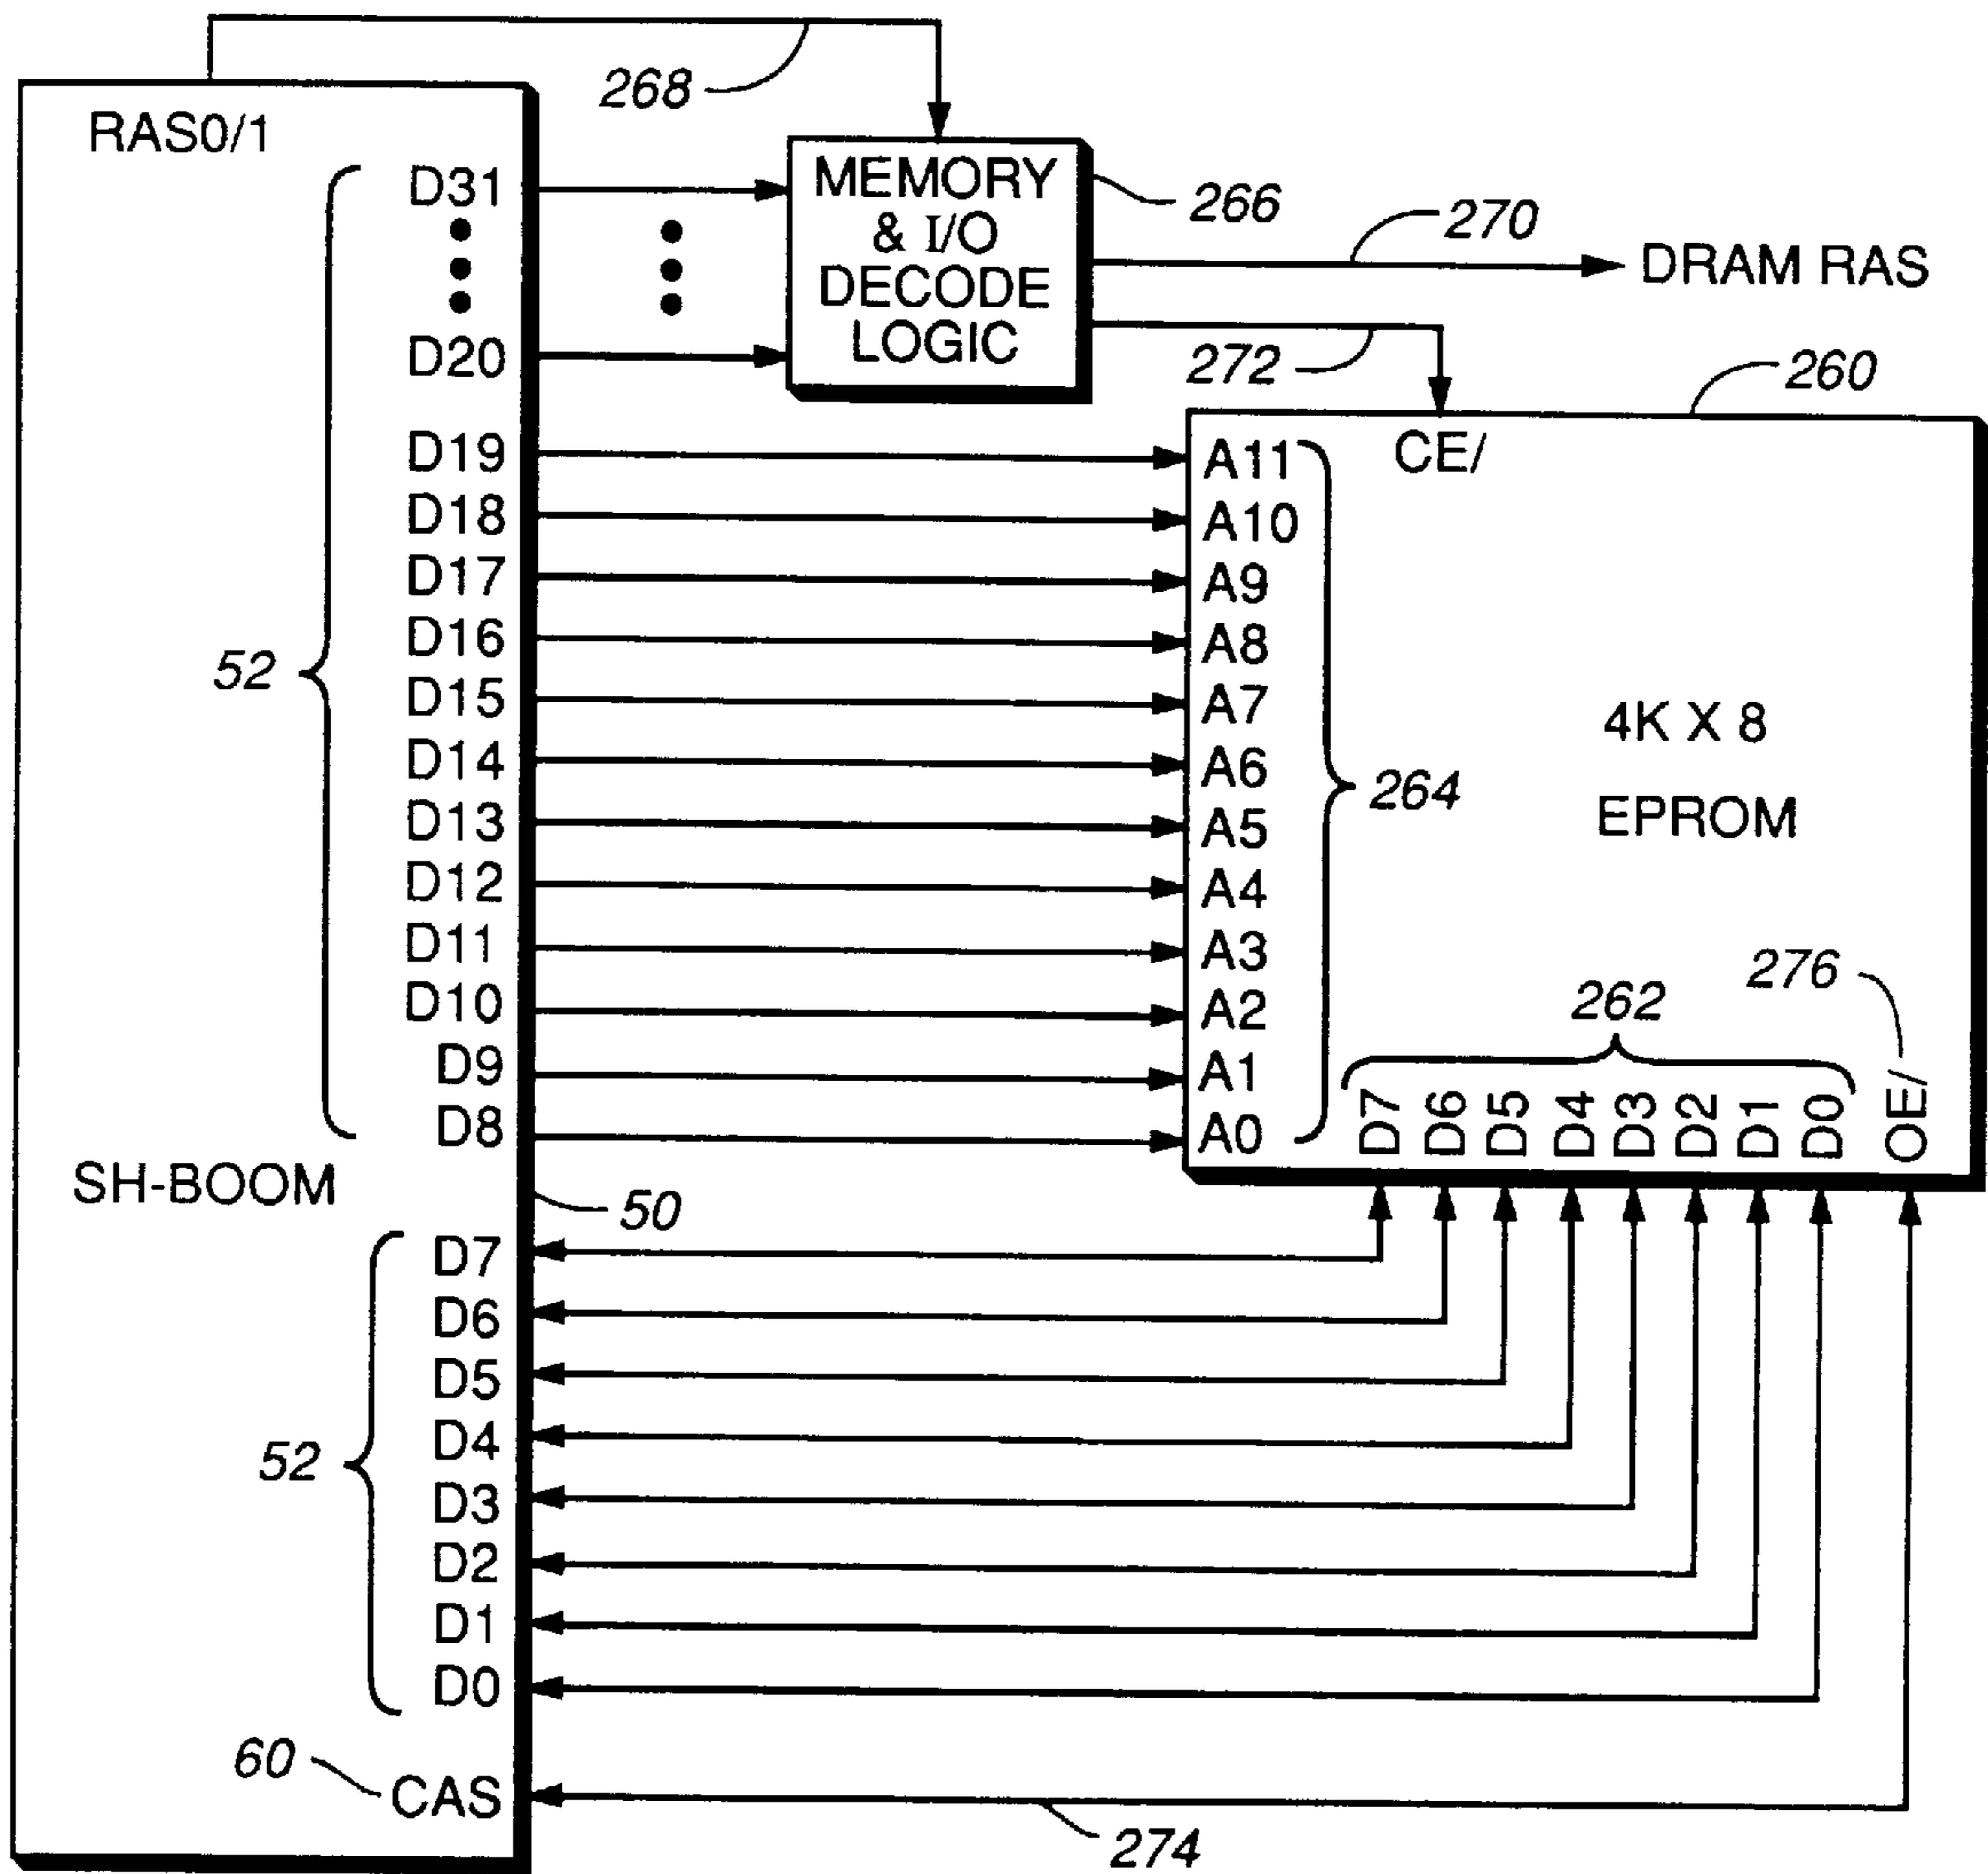 268
RAS0/1
D31
D20
D19
D18
D17
D16
D15
D14
D13
D12
D11
D10
D9
D8
52
SH-BOOM
50
D7
D6
D5
D4
D3
D2
D1
D0
52
60
CAS
274
MEMORY
& I/O
DECODE
LOGIC
266
270
DRAM RAS
272
260
CE/
A11
A10
A9
A8
A7
A6
A5
A4
A3
A2
A1
A0
264
4K X 8
EPROM
276
262
D7
D6
D5
D4
D3
D2
D1
D0
OE/